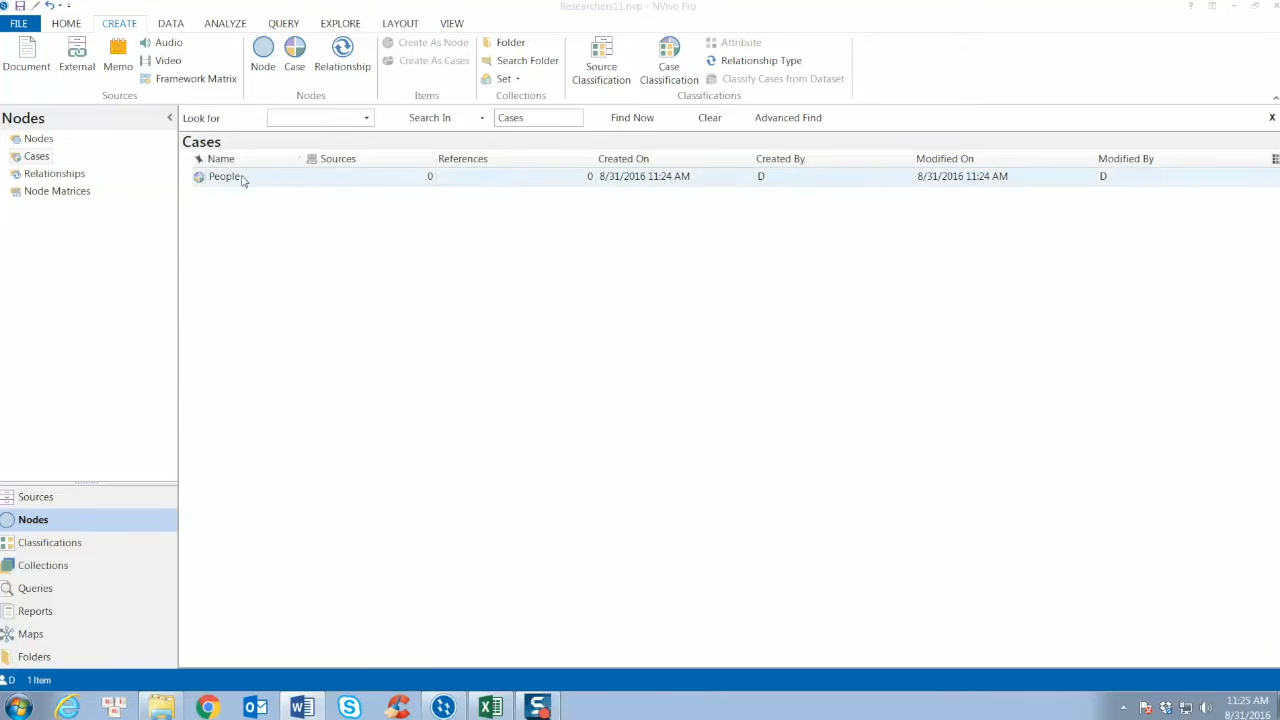 Researchers11.nvp - NVivo Pro
?
FILE HOME CREATE DATA ANALYZE QUERY EXPLORE LAYOUT VIEW
Document External Memo
Audio
Video
Framework Matrix
Sources
Node Case Relationship
Nodes
Create As Node
Create As Cases
Items
Folder
Search Folder
Set
Collections
Source Classification
Case Classification
Attribute
Relationship Type
Classify Cases from Dataset
Classifications
Nodes
Nodes
Cases
Relationships
Node Matrices
Look for Search In Cases Find Now Clear Advanced Find x
Cases
Name Sources References Created On Created By Modified On Modified By
People 0 0 8/31/2016 11:24 AM D 8/31/2016 11:24 AM D
Sources
Nodes
Classifications
Collections
Queries
Reports
Maps
Folders
D 1 Item
11:25 AM
8/31/2016